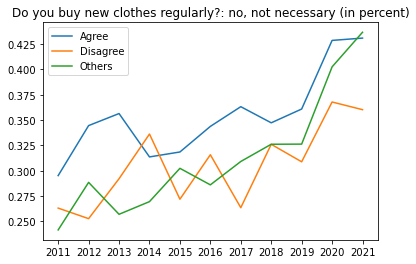 Do you buy new clothes regularly?: no, not necessary (in percent)
Agree
Disagree
Others
0.425
0.400
0.375
0.350
0.325
0.300
0.275
0.250
2011 2012 2013 2014 2015 2016 2017 2018 2019 2020 2021